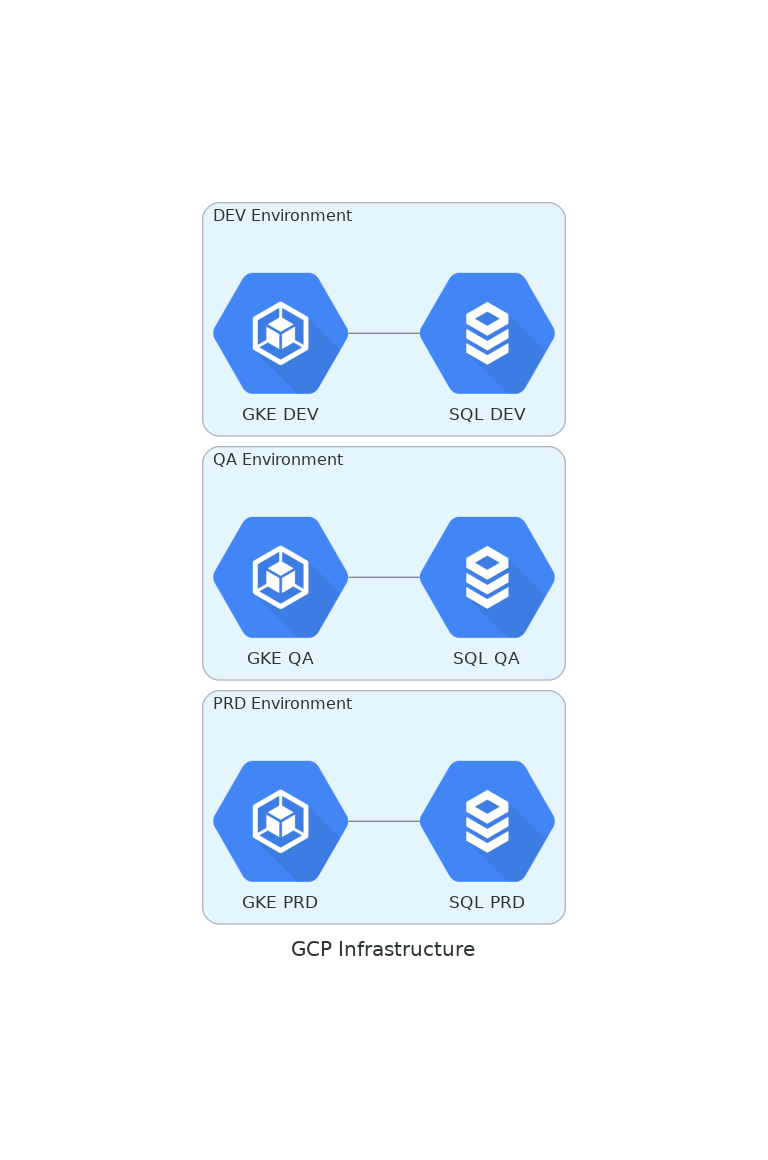 DEV Environment
GKE DEV
SQL DEV
QA Environment
GKE QA
SQL QA
PRD Environment
GKE PRD
SQL PRD
GCP Infrastructure